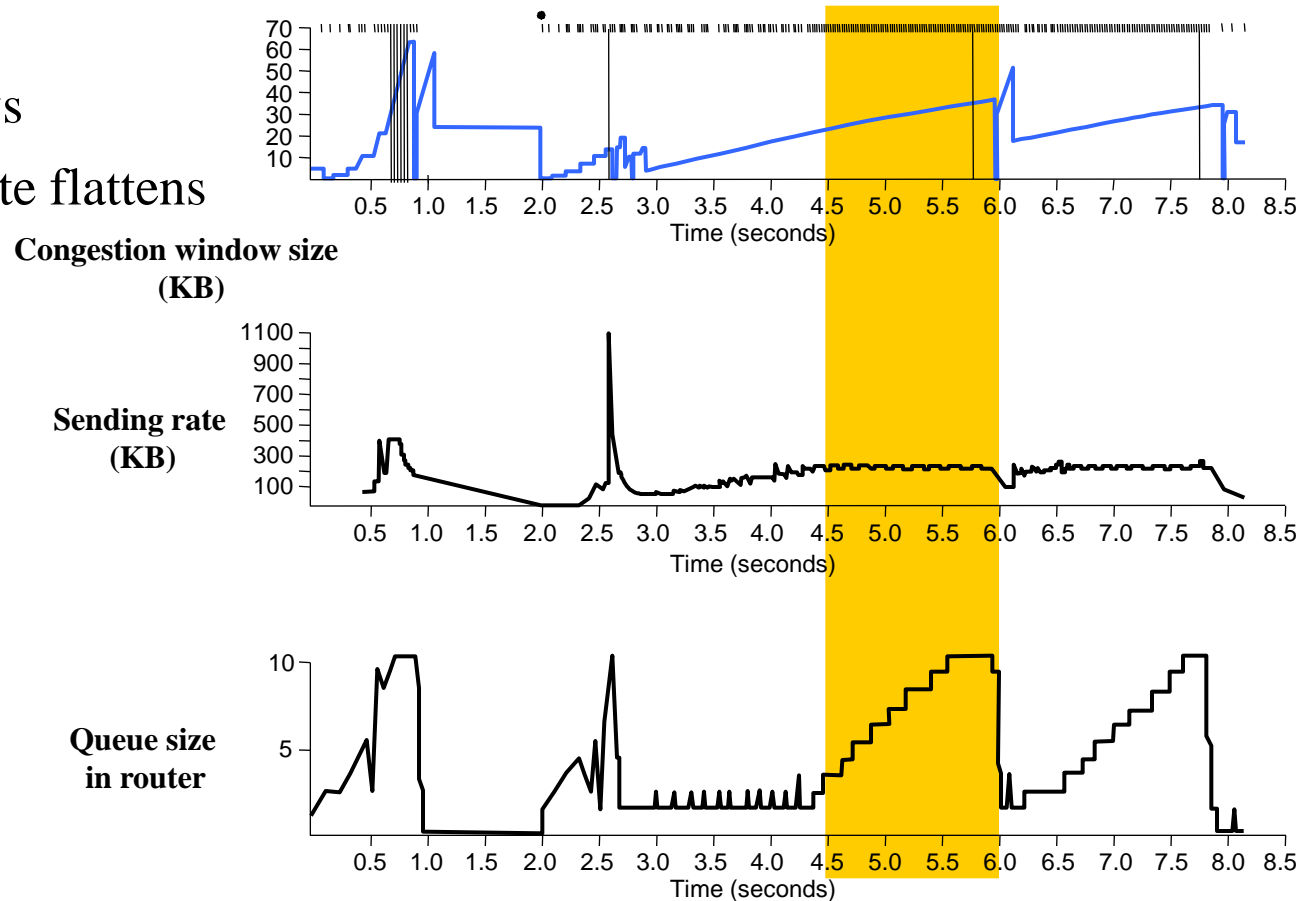 70
60
50
40
30
20
10
s
te flattens
0.5 1.0 1.5 2.0 2.5 3.0 3.5 4.0 4.5 5.0 5.5 6.0 6.5 7.0 7.5 8.0 8.5
Time (seconds)
Congestion window size
(KB)
1100
900
700
500
300
100
Sending rate
(KB)
0.5 1.0 1.5 2.0 2.5 3.0 3.5 4.0 4.5 5.0 5.5 6.0 6.5 7.0 7.5 8.0 8.5
Time (seconds)
10
5
Queue size
in router
0.5 1.0 1.5 2.0 2.5 3.0 3.5 4.0 4.5 5.0 5.5 6.0 6.5 7.0 7.5 8.0 8.5
Time (seconds)